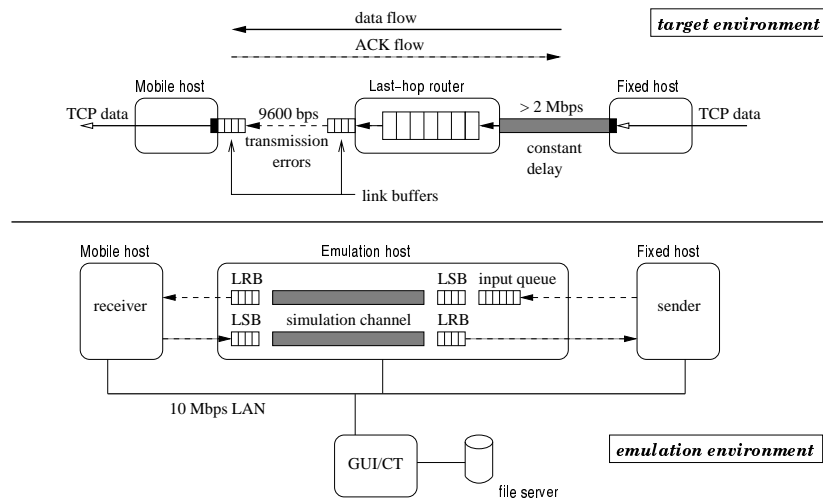 data flow
target environment
ACK flow
Mobile host
Last-hop router
Fixed host
TCP data
9600 bps
> 2 Mbps
TCP data
transmission
errors
constant
delay
link buffers
Mobile host
Emulation host
Fixed host
LRB
LSB
input queue
receiver
sender
LSB
simulation channel
LRB
10 Mbps LAN
GUI/CT
emulation environment
file server